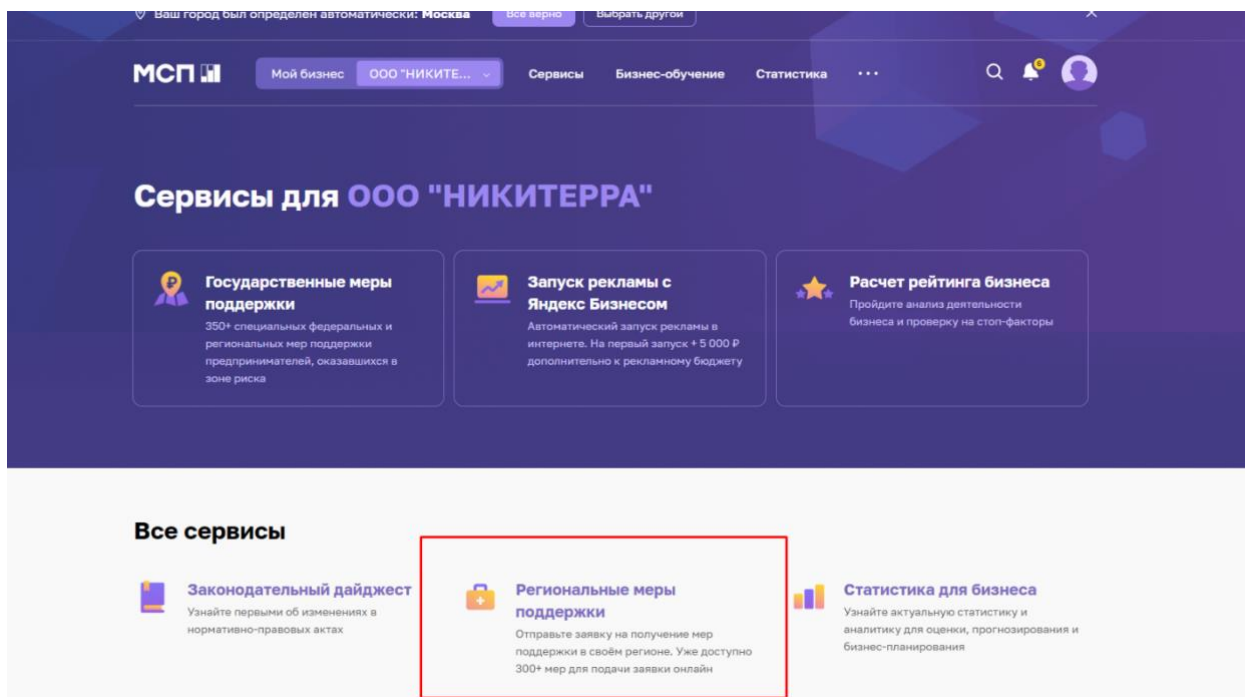 Ваш город был определен автоматически: Москва Все верно Выбрать другой
МСП Мой бизнес ООО "НИКИТЕ... Сервисы Бизнес-обучение Статистика ... 6
Сервисы для ООО "НИКИТЕРРА"
Государственные меры
поддержки
350+ специальных федеральных и
региональных мер поддержки
предпринимателей, оказавшихся в
зоне риска
Запуск рекламы с
Яндекс Бизнесом
Автоматический запуск рекламы в
интернете. На первый запуск + 5 000 ₽
дополнительно к рекламному бюджету
Расчет рейтинга бизнеса
Пройдите анализ деятельности
бизнеса и проверку на стоп-факторы
Все сервисы
Законодательный дайджест
Узнайте первыми об изменениях в
нормативно-правовых актах
Региональные меры
поддержки
Отправьте заявку на получение мер
поддержки в своём регионе. Уже доступно
300+ мер для подачи заявки онлайн
Статистика для бизнеса
Узнайте актуальную статистику и
аналитику для оценки, прогнозирования и
бизнес-планирования